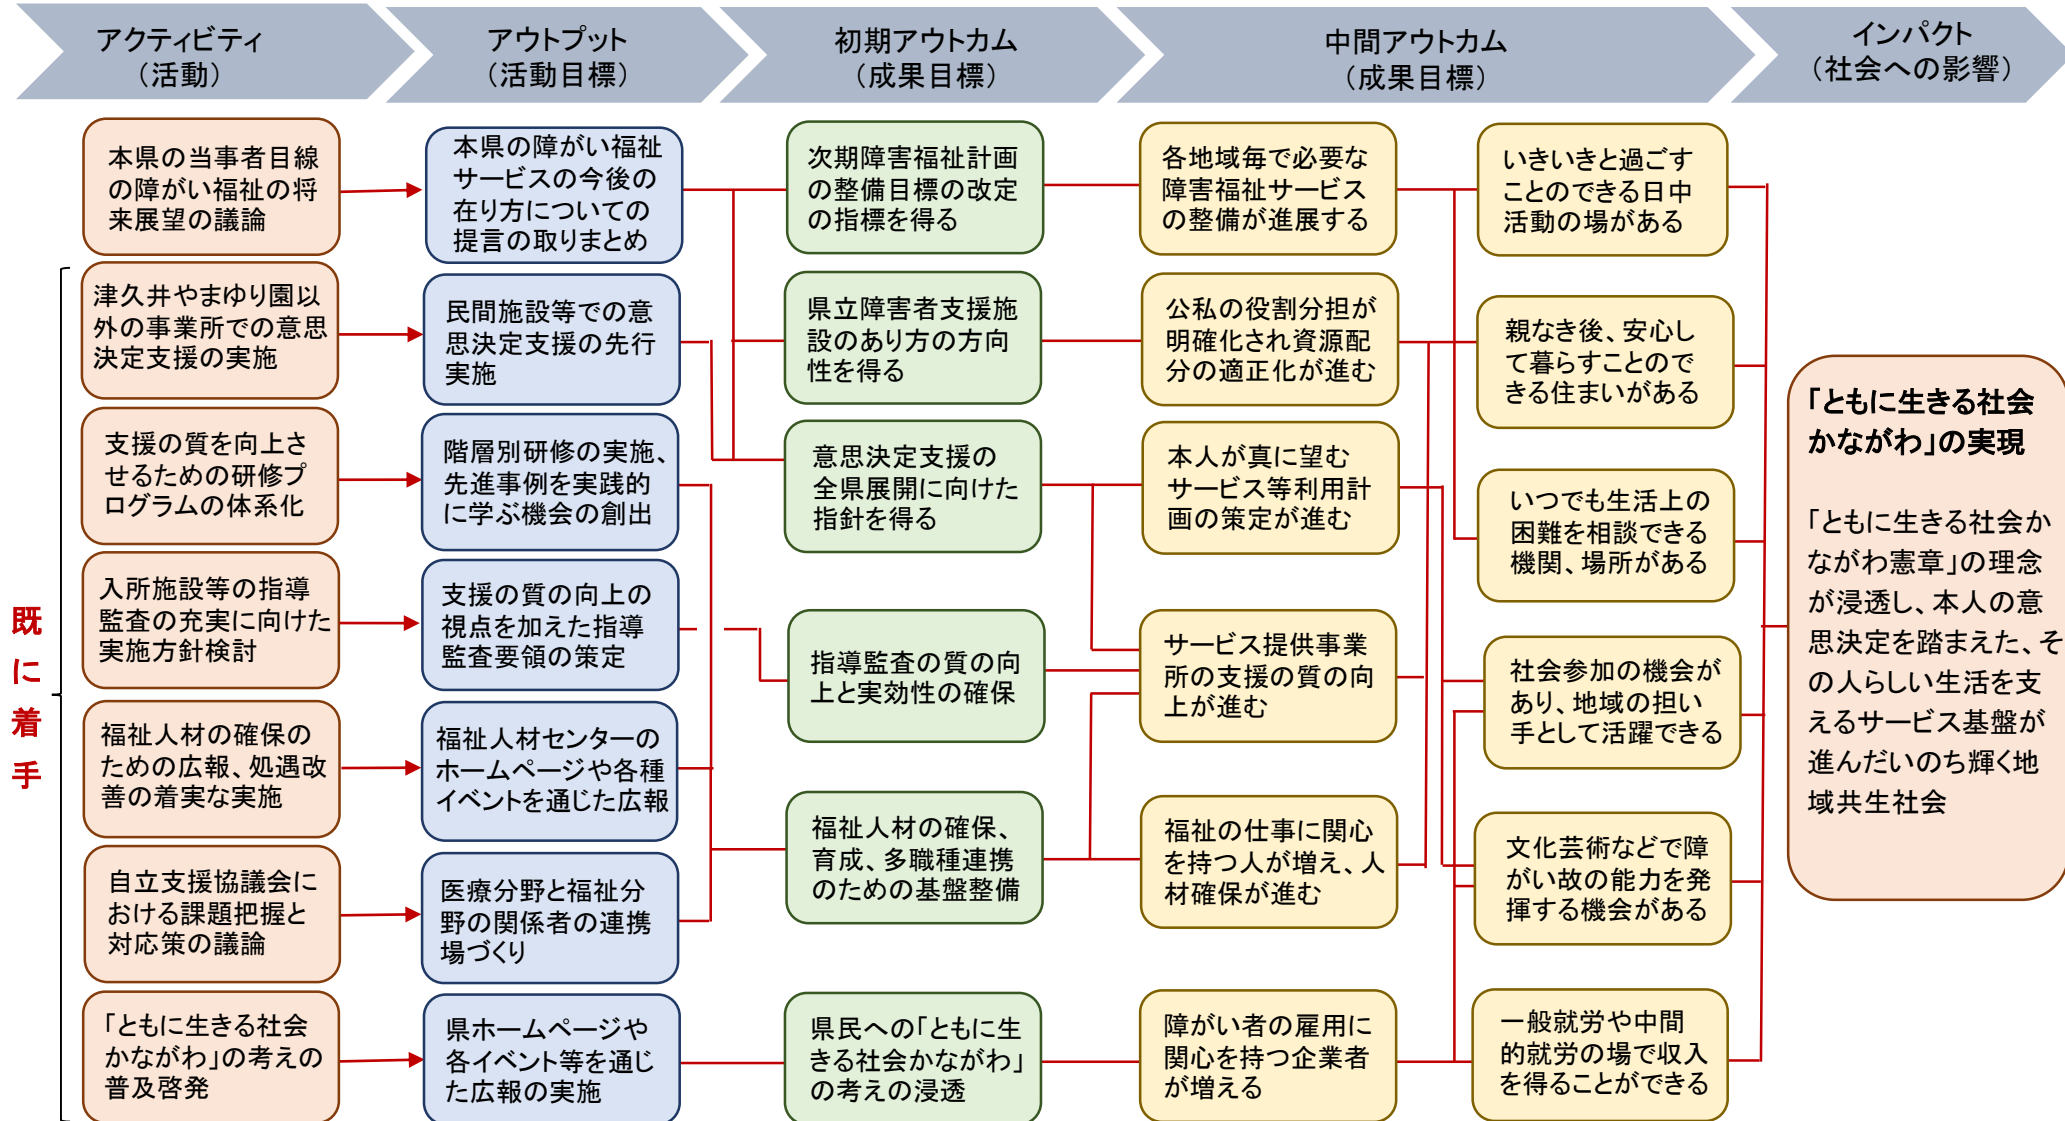 アクティビティ
（活動）
アウトプット
（活動目標）
初期アウトカム
（成果目標）
中間アウトカム
（成果目標）
インパクト
（社会への影響）
既に着手
本県の当事者目線
の障がい福祉の将
来展望の議論
津久井やまゆり園以
外の事業所での意思
決定支援の実施
支援の質を向上さ
せるための研修プ
ログラムの体系化
入所施設等の指導
監査の充実に向けた
実施方針検討
福祉人材の確保の
ための広報、処遇改
善の着実な実施
自立支援協議会に
おける課題把握と
対応策の議論
「ともに生きる社会
かながわ」の考えの
普及啓発
本県の障がい福祉
サービスの今後の
在り方についての
提言の取りまとめ
民間施設等での意
思決定支援の先行
実施
階層別研修の実施、
先進事例を実践的
に学ぶ機会の創出
支援の質の向上の
視点を加えた指導
監査要領の策定
福祉人材センターの
ホームページや各種
イベントを通じた広報
医療分野と福祉分
野の関係者の連携
場づくり
県ホームページや
各イベント等を通じ
た広報の実施
次期障害福祉計画
の整備目標の改定
の指標を得る
県立障害者支援施
設のあり方の方向
性を得る
意思決定支援の
全県展開に向けた
指針を得る
指導監査の質の向
上と実効性の確保
福祉人材の確保、
育成、多職種連携
のための基盤整備
県民への「ともに生
きる社会かながわ」
の考えの浸透
各地域毎で必要な
障害福祉サービス
の整備が進展する
公私の役割分担が
明確化され資源配
分の適正化が進む
本人が真に望む
サービス等利用計
画の策定が進む
サービス提供事業
所の支援の質の向
上が進む
福祉の仕事に関心
を持つ人が増え、人
材確保が進む
障がい者の雇用に
関心を持つ企業者
が増える
いきいきと過ごす
ことのできる日中
活動の場がある
親なき後、安心し
て暮らすことので
きる住まいがある
いつでも生活上の
困難を相談できる
機関、場所がある
社会参加の機会が
あり、地域の担い
手として活躍できる
文化芸術などで障
がい故の能力を発
揮する機会がある
一般就労や中間
的就労の場で収入
を得ることができる
「ともに生きる社会
かながわ」の実現
「ともに生きる社会か
ながわ憲章」の理念
が浸透し、本人の意
思決定を踏まえた、そ
の人らしい生活を支
えるサービス基盤が
進んだいのち輝く地
域共生社会